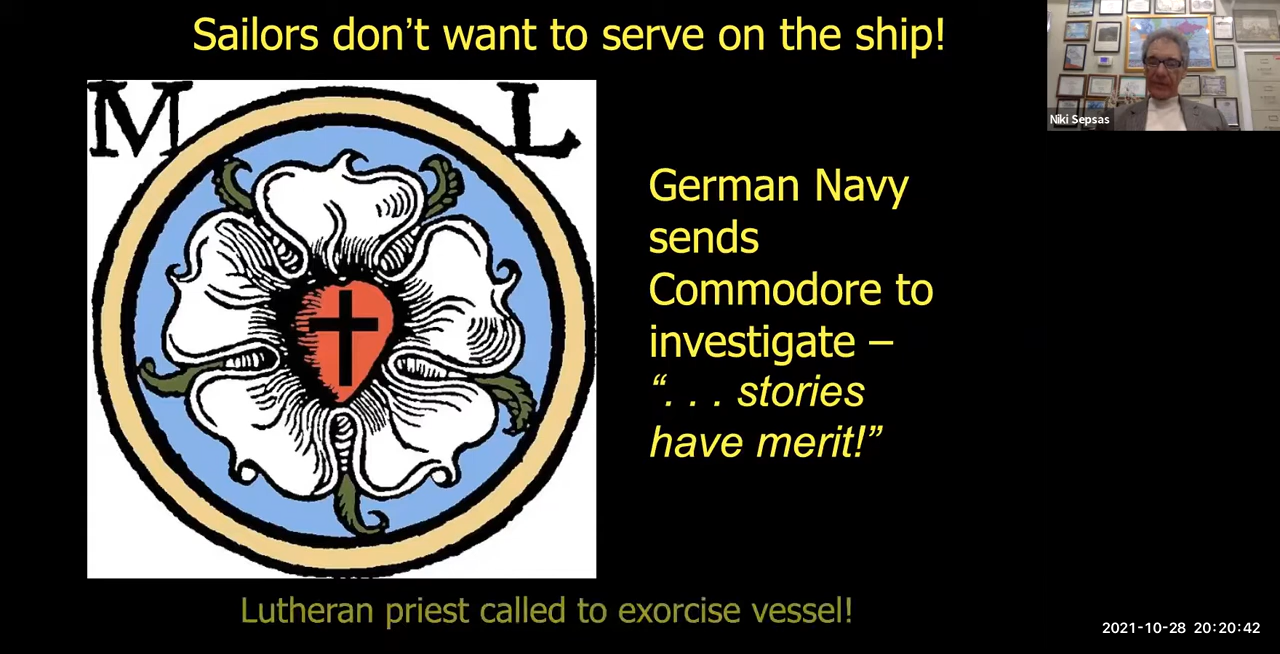 Sailors don’t want to serve on the ship!
M L
Niki Sepsas
German Navy
sends
Commodore to
investigate –
“. . . stories
have merit!”
Lutheran priest called to exorcise vessel!
2021-10-28 20:20:42